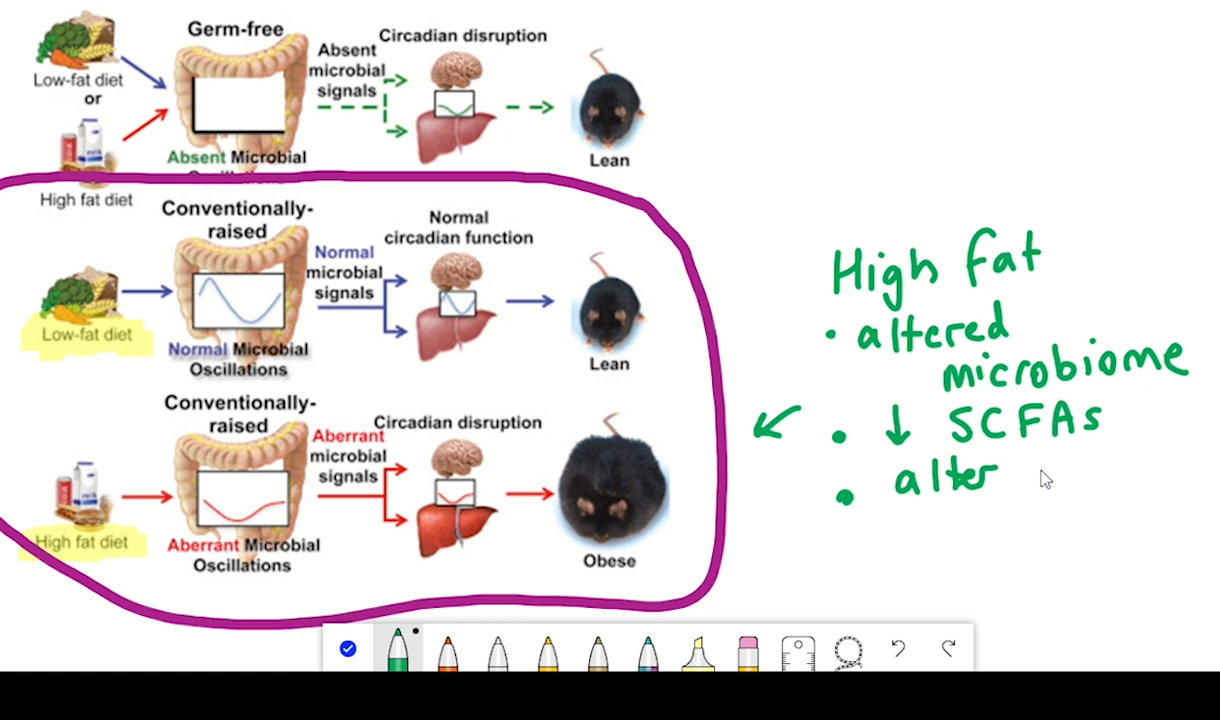 Germ-free
Circadian disruption
Absent
microbial
signals
Low-fat diet
or
Absent Microbial
Lean
High fat diet
Conventionally-
raised
Normal
circadian function
Normal
microbial
signals
Low-fat diet
Normal Microbial
Oscillations
Lean
Conventionally-
raised
Circadian disruption
Aberrant
microbial
signals
High fat diet
Aberrant Microbial
Oscillations
Obese
High fat
• altered
microbiome
• ↓ SCFAs
• alter